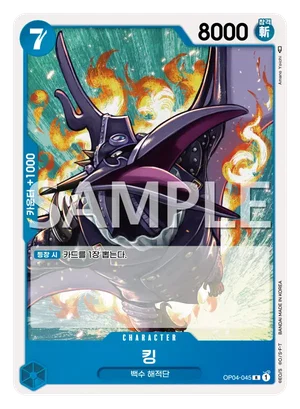 7
8000
참격
斬
카운터 +1000
SAMPLE
등장 시 카드를 1장 뽑는다.
CHARACTER
킹
백수 해적단
OP04-045 R 1
BANDAI MADE IN KOREA